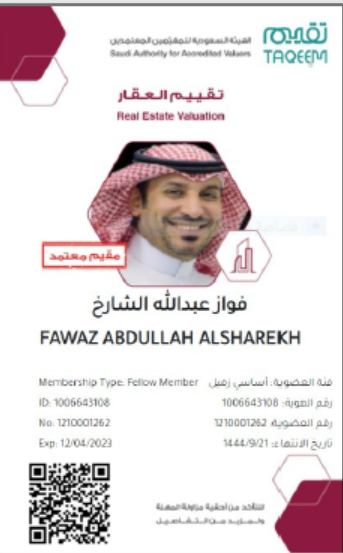 تقييم
TAQEEM
الهيئة السعودية للمقيّمين المعتمدين
Saudi Authority for Accredited Valuers
تقييم العقار
Real Estate Valuation
مقيم معتمد
فواز عبدالله الشارخ
FAWAZ ABDULLAH ALSHAREKH
فئة العضوية: أساسي زميل Membership Type: Fellow Member
رقم الهوية: 1006643108 ID: 1006643108
رقم العضوية: 1210001262 No: 1210001262
تاريخ الانتهاء: 1444/9/21 Exp: 12/04/2023
للتأكد من أحقية مزاولة المهنة
ولمزيد من التفاصيل